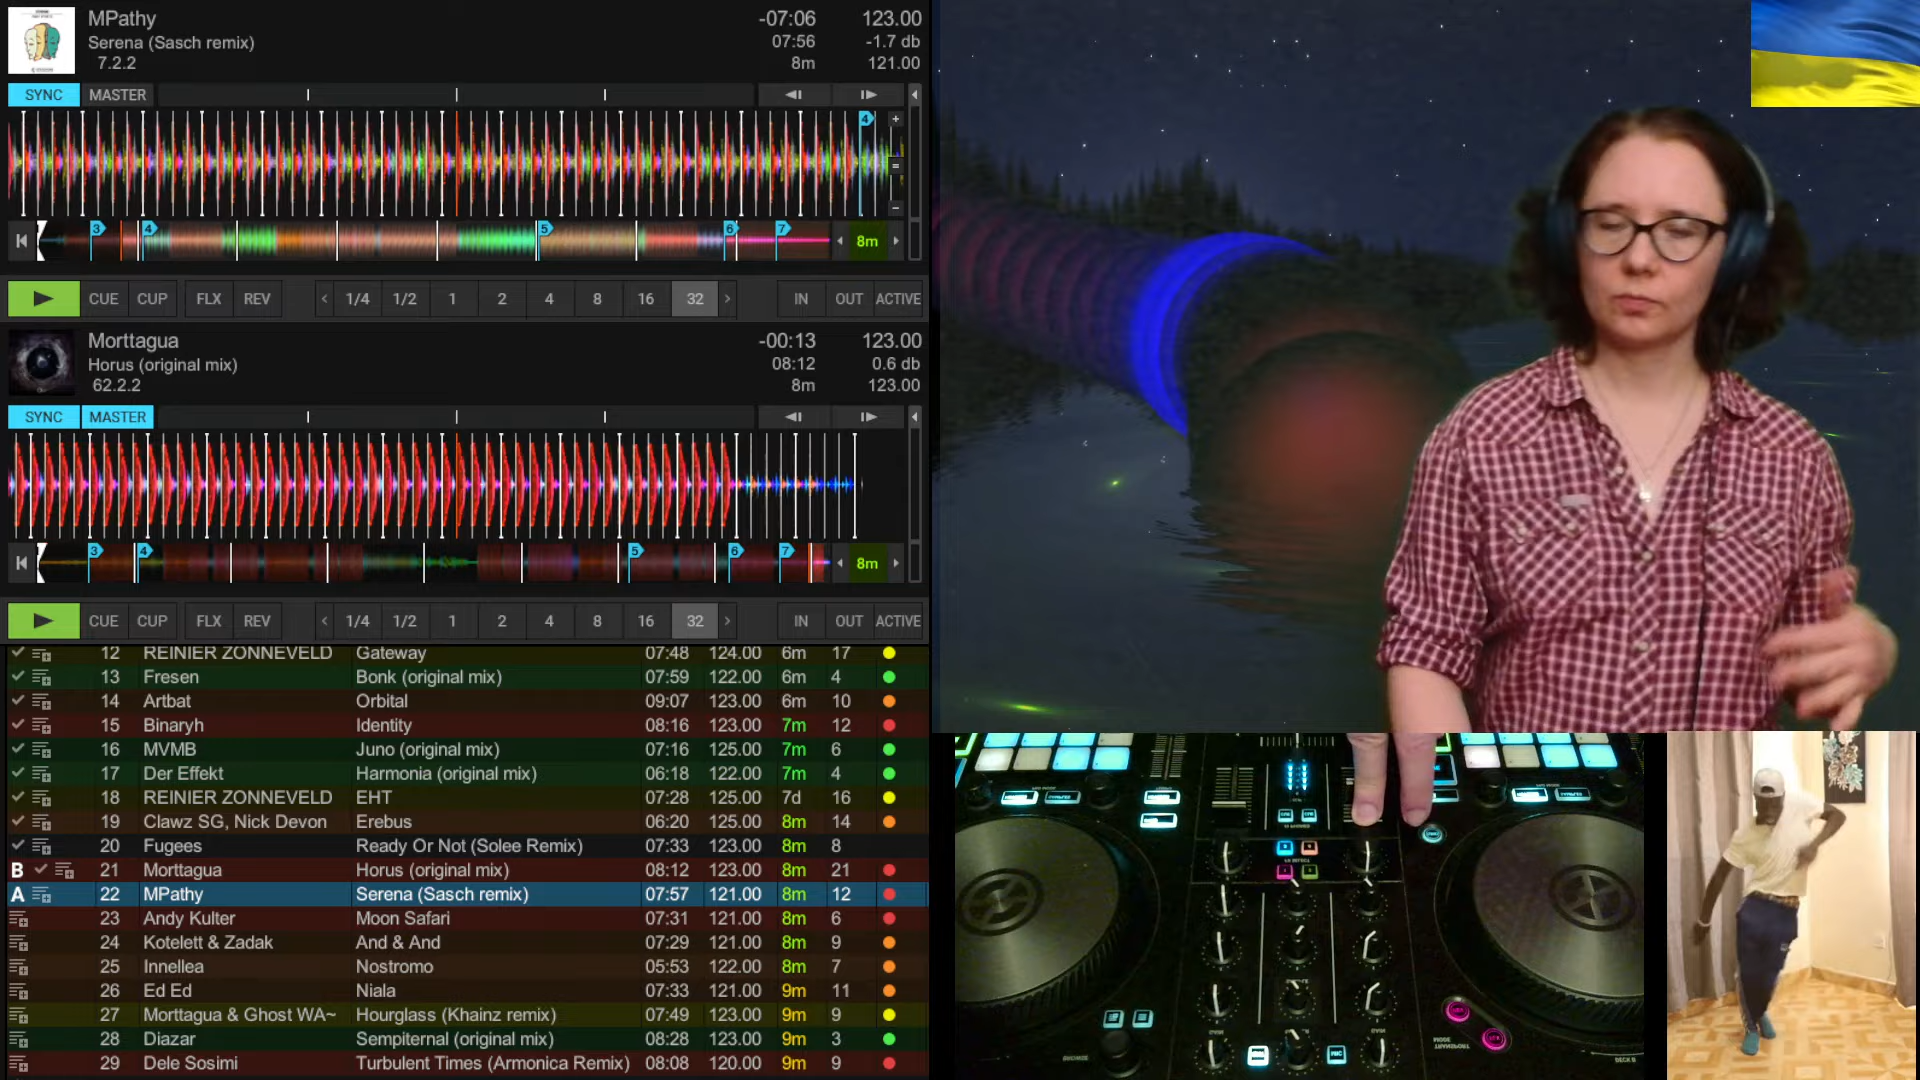 MPathy -07:06 123.00
Serena (Sasch remix) 07:56 -1.7 db
7.2.2 8m 121.00
SYNC MASTER
4
3 4 5 6 7 8m
CUE CUP FLX REV 1/4 1/2 1 2 4 8 16 32 IN OUT ACTIVE
Morttagua -00:13 123.00
Horus (original mix) 08:12 0.6 db
62.2.2 8m 123.00
SYNC MASTER
3 4 5 6 7 8m
CUE CUP FLX REV 1/4 1/2 1 2 4 8 16 32 IN OUT ACTIVE
12 REINIER ZONNEVELD Gateway 07:48 124.00 6m 17
13 Fresen Bonk (original mix) 07:59 122.00 6m 4
14 Artbat Orbital 09:07 123.00 6m 10
15 Binaryh Identity 08:16 123.00 7m 12
16 MVMB Juno (original mix) 07:16 125.00 7m 6
17 Der Effekt Harmonia (original mix) 06:18 122.00 7m 4
18 REINIER ZONNEVELD EHT 07:28 125.00 7d 16
19 Clawz SG, Nick Devon Erebus 06:20 125.00 8m 14
20 Fugees Ready Or Not (Solee Remix) 07:33 123.00 8m 8
B 21 Morttagua Horus (original mix) 08:12 123.00 8m 21
A 22 MPathy Serena (Sasch remix) 07:57 121.00 8m 12
23 Andy Kulter Moon Safari 07:31 121.00 8m 6
24 Kotelett & Zadak And & And 07:29 121.00 8m 9
25 Innellea Nostromo 05:53 122.00 8m 7
26 Ed Ed Niala 07:33 121.00 9m 11
27 Morttagua & Ghost WA~ Hourglass (Khainz remix) 07:49 123.00 9m 9
28 Diazar Sempiternal (original mix) 08:28 123.00 9m 3
29 Dele Sosimi Turbulent Times (Armonica Remix) 08:08 120.00 9m 9